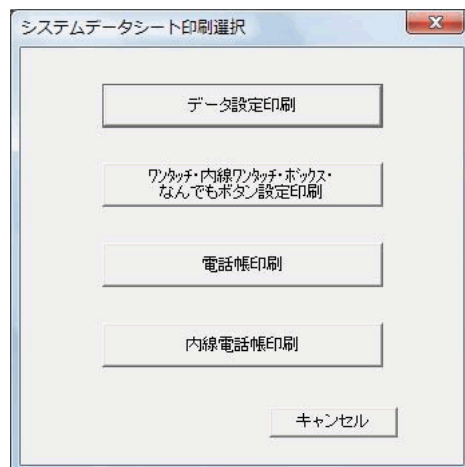 システムデータシート印刷選択
データ設定印刷
ﾜﾝﾀｯﾁ・内線ﾜﾝﾀｯﾁ・ﾎﾞｯｸｽ・
なんでもボタン設定印刷
電話帳印刷
内線電話帳印刷
キャンセル